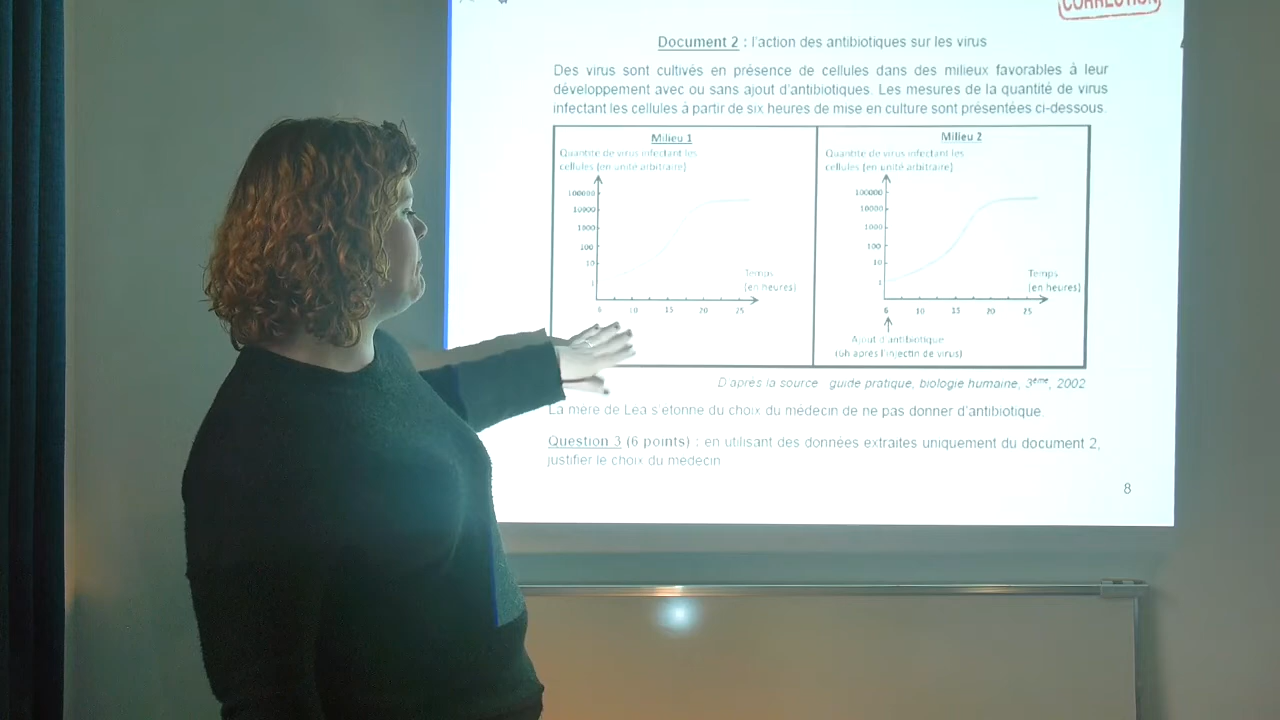 CORRECTION
Document 2 : l'action des antibiotiques sur les virus
Des virus sont cultivés en présence de cellules dans des milieux favorables à leur
développement avec ou sans ajout d'antibiotiques. Les mesures de la quantité de virus
infectant les cellules à partir de six heures de mise en culture sont présentées ci-dessous.
Milieu 1
Quantité de virus infectant les
cellules (en unité arbitraire)
100000
10000
1000
100
10
1
Temps
(en heures)
6 10 15 20 25
Milieu 2
Quantité de virus infectant les
cellules (en unité arbitraire)
100000
10000
1000
100
10
1
Temps
(en heures)
6 10 15 20 25
Ajout d'antibiotique
(6h après l'injectin de virus)
D'après la source : guide pratique, biologie humaine, 3ème, 2002
La mère de Léa s'étonne du choix du médecin de ne pas donner d'antibiotique.
Question 3 (6 points) : en utilisant des données extraites uniquement du document 2,
justifier le choix du médecin.
8